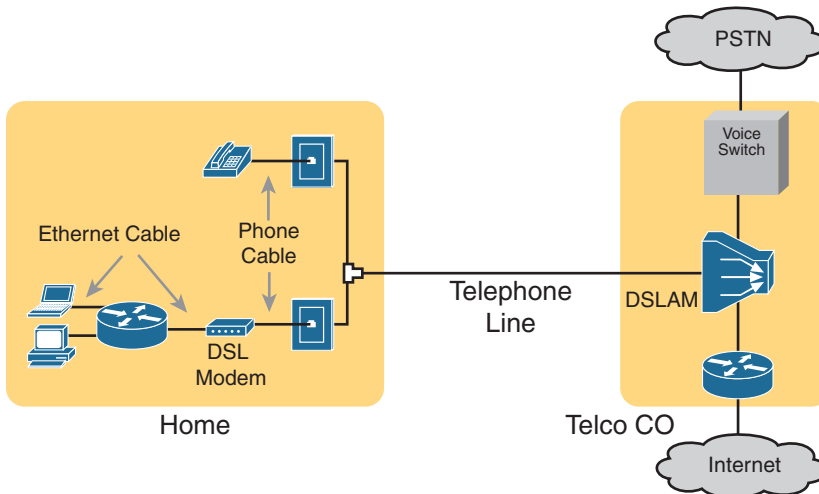 PSTN
Voice
Switch
Ethernet Cable
Phone
Cable
Telephone
Line
DSLAM
DSL
Modem
Home
Telco CO
Internet